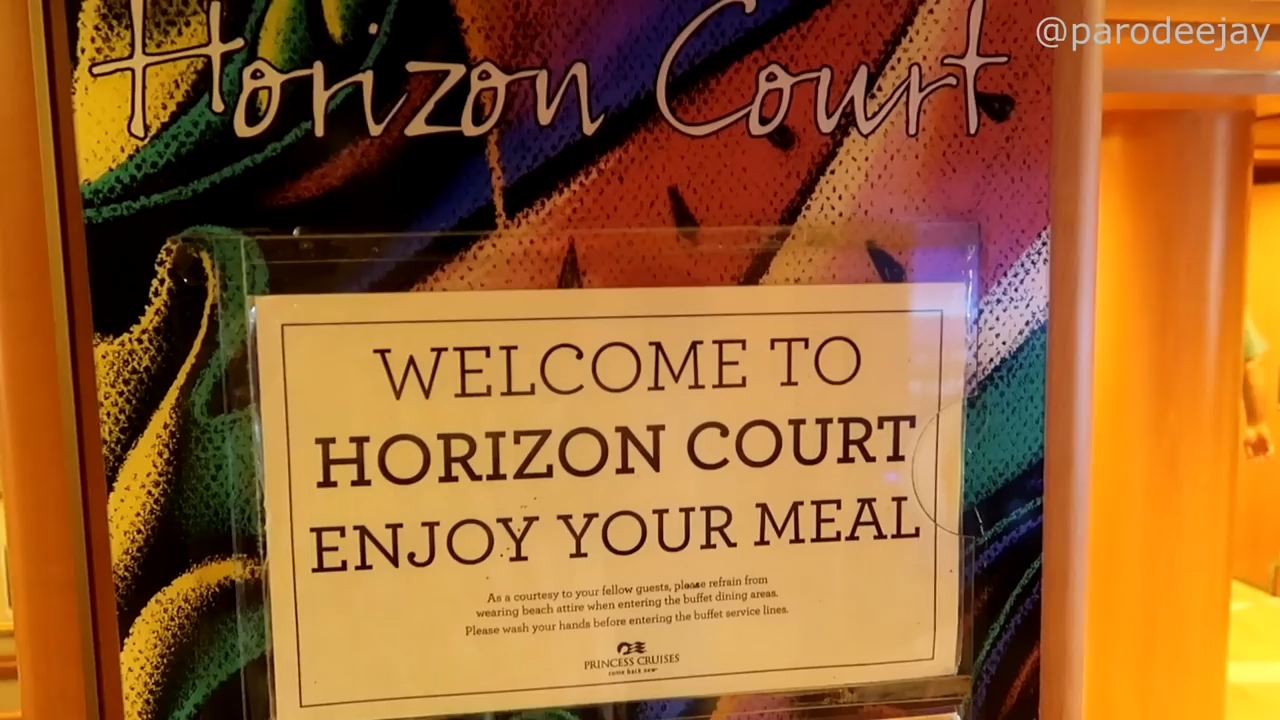 @parodeejay
Horizon Court
WELCOME TO
HORIZON COURT
ENJOY YOUR MEAL
As a courtesy to your fellow guests, please refrain from
wearing beach attire when entering the buffet dining areas.
Please wash your hands before entering the buffet service lines.
PRINCESS CRUISES
come back new